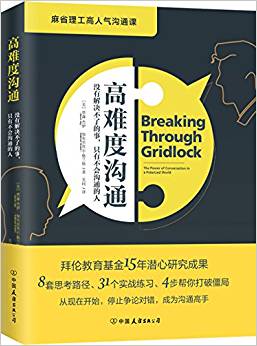 麻省理工高人气沟通课
高难度沟通
没有解决不了的事，
只有不会沟通的人
Breaking
Through
Gridlock
The Power of Conversation in
a Polarized World
拜伦教育基金15年潜心研究成果
8套思考路径、31个实战练习、4步帮你打破僵局
从现在开始，停止争论对错，成为沟通高手
中国友谊出版公司
高难度沟通